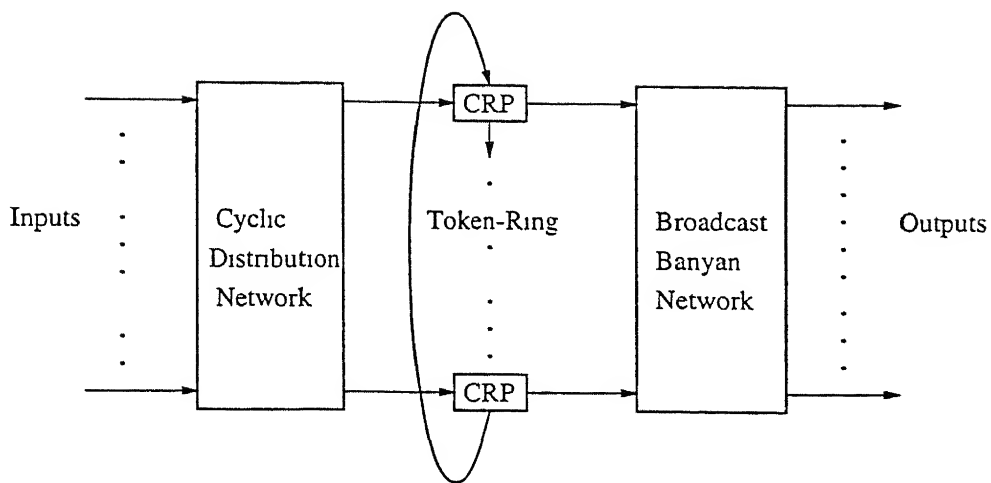 CRP
Inputs
Cyclic
Distribution
Network
Token-Ring
Broadcast
Banyan
Network
Outputs
CRP